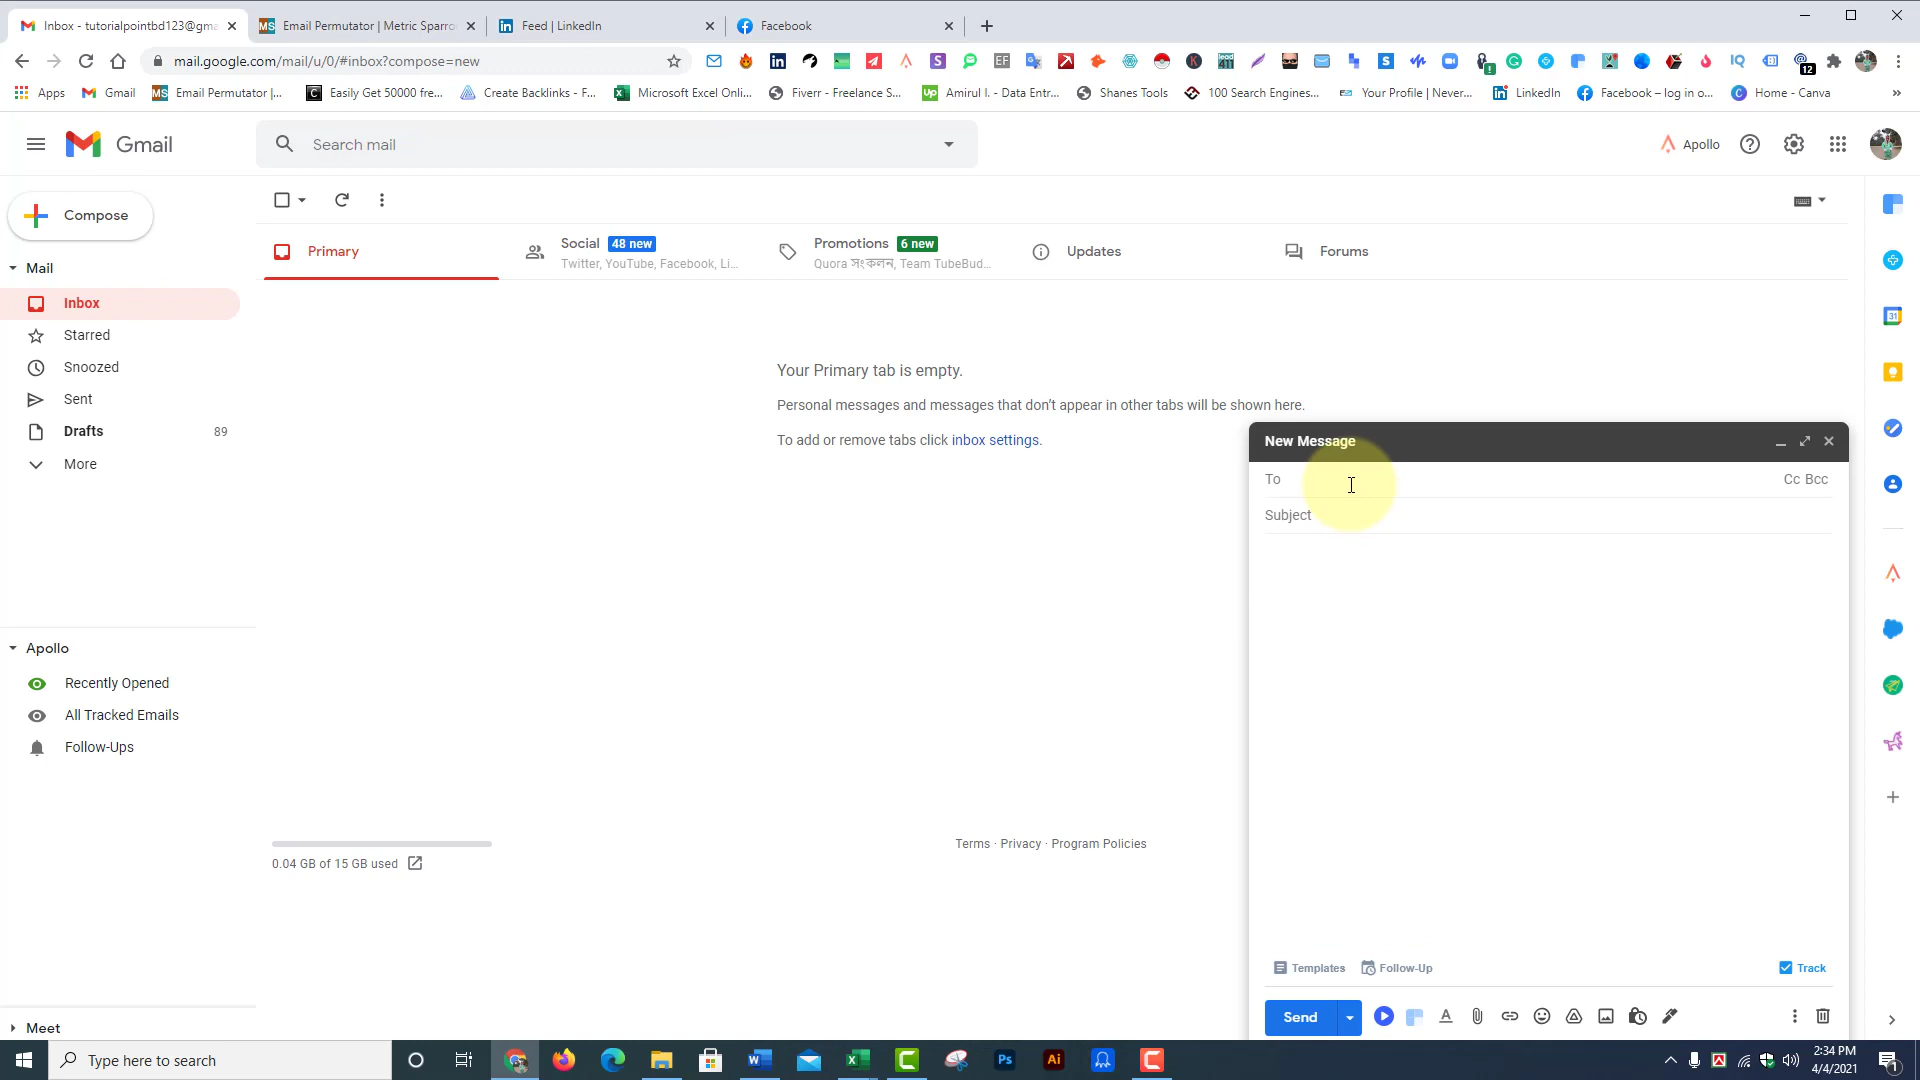 Inbox - tutorialpointbd123@gma
Email Permutator | Metric Sparro
Feed | LinkedIn
Facebook
mail.google.com/mail/u/0/#inbox?compose=new
12
Apps
Gmail
Email Permutator |...
Easily Get 50000 fre...
Create Backlinks - F...
Microsoft Excel Onli...
Fiverr - Freelance S...
Amirul I. - Data Entr...
Shanes Tools
100 Search Engines...
Your Profile | Never...
LinkedIn
Facebook – log in o...
Home - Canva
Gmail
Search mail
Apollo
Compose
Primary
Social 48 new
Twitter, YouTube, Facebook, Li...
Promotions 6 new
Quora সংকলন, Team TubeBud...
Updates
Forums
Mail
Inbox
Starred
Snoozed
Sent
Drafts 89
More
Your Primary tab is empty.
Personal messages and messages that don't appear in other tabs will be shown here.
To add or remove tabs click inbox settings.
New Message
To
Cc Bcc
Subject
Apollo
Recently Opened
All Tracked Emails
Follow-Ups
0.04 GB of 15 GB used
Terms · Privacy · Program Policies
Templates
Follow-Up
Track
Send
Meet
Type here to search
2:34 PM
4/4/2021